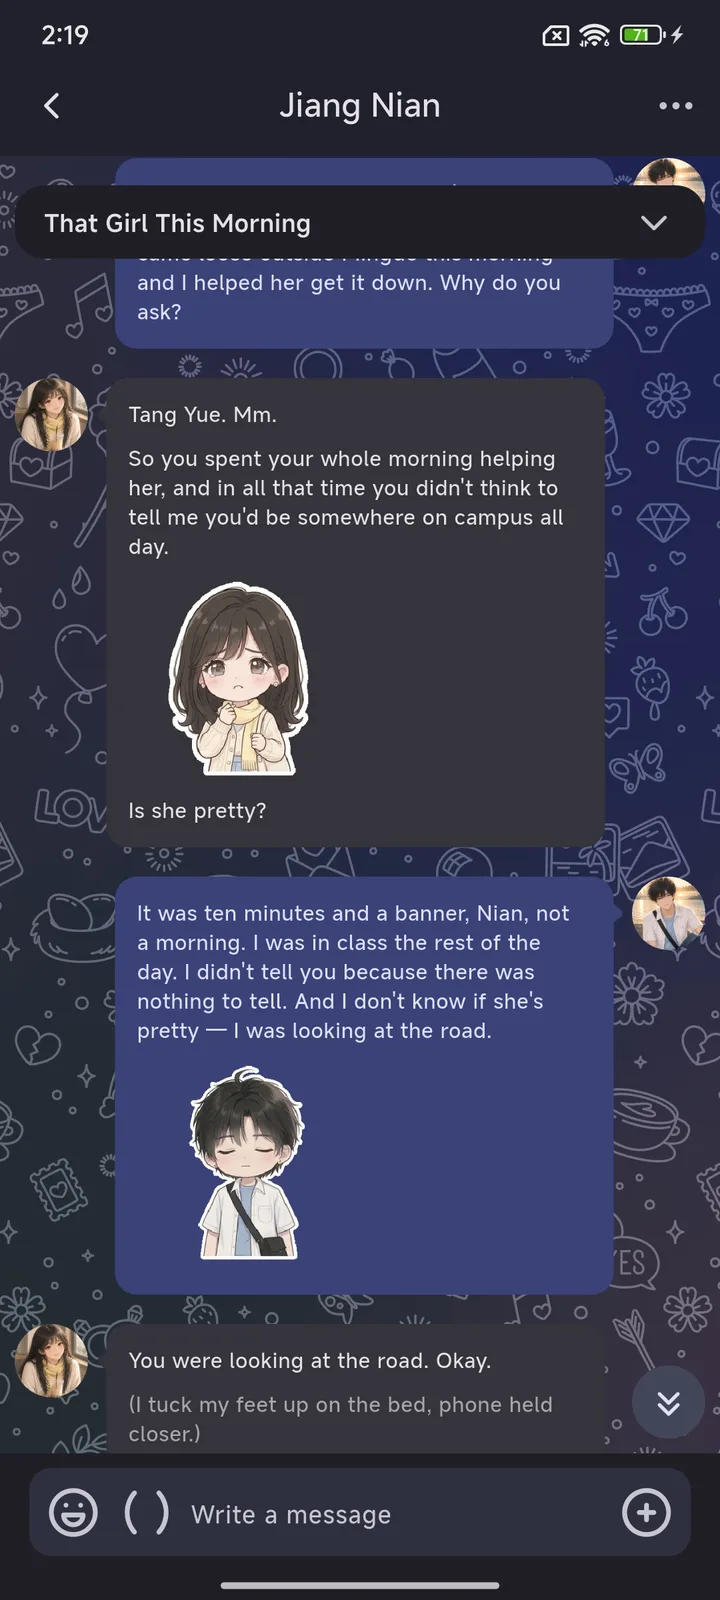 2:19
71
Jiang Nian
That Girl This Morning
and I helped her get it down. Why do you
ask?
Tang Yue. Mm.
So you spent your whole morning helping
her, and in all that time you didn't think to
tell me you'd be somewhere on campus all
day.
Is she pretty?
LOV
It was ten minutes and a banner, Nian, not
a morning. I was in class the rest of the
day. I didn't tell you because there was
nothing to tell. And I don't know if she's
pretty — I was looking at the road.
YES
You were looking at the road. Okay.
(I tuck my feet up on the bed, phone held
closer.)
( ) Write a message